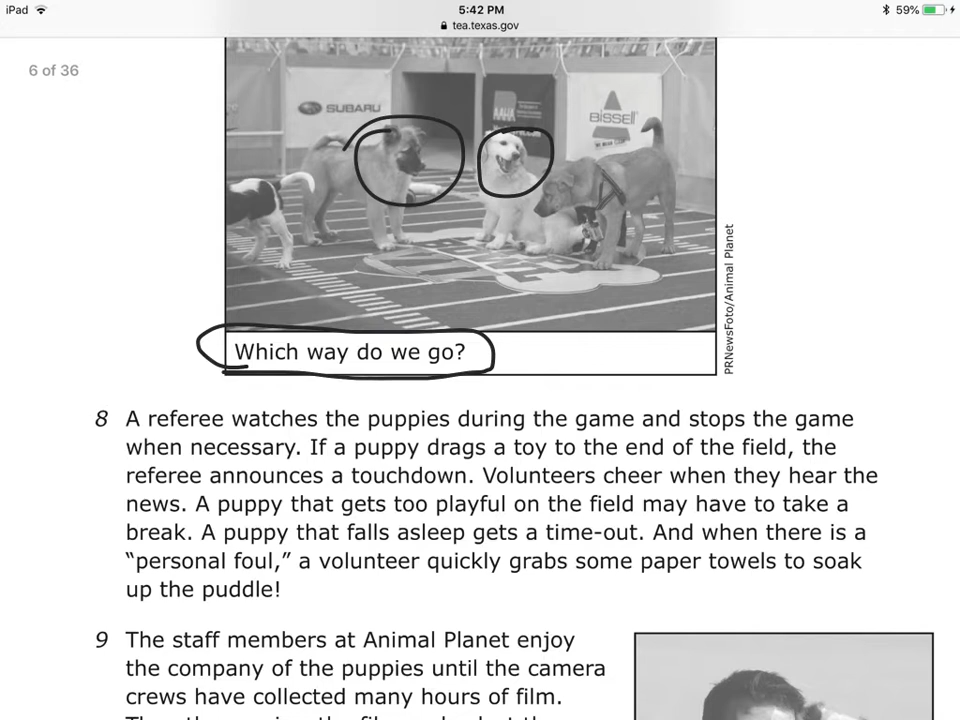 iPad
5:42 PM
59%
tea.texas.gov
6 of 36
SUBARU
BISSELL
Which way do we go?
PRNewsFoto/Animal Planet
8 A referee watches the puppies during the game and stops the game
when necessary. If a puppy drags a toy to the end of the field, the
referee announces a touchdown. Volunteers cheer when they hear the
news. A puppy that gets too playful on the field may have to take a
break. A puppy that falls asleep gets a time-out. And when there is a
“personal foul,” a volunteer quickly grabs some paper towels to soak
up the puddle!
9 The staff members at Animal Planet enjoy
the company of the puppies until the camera
crews have collected many hours of film.